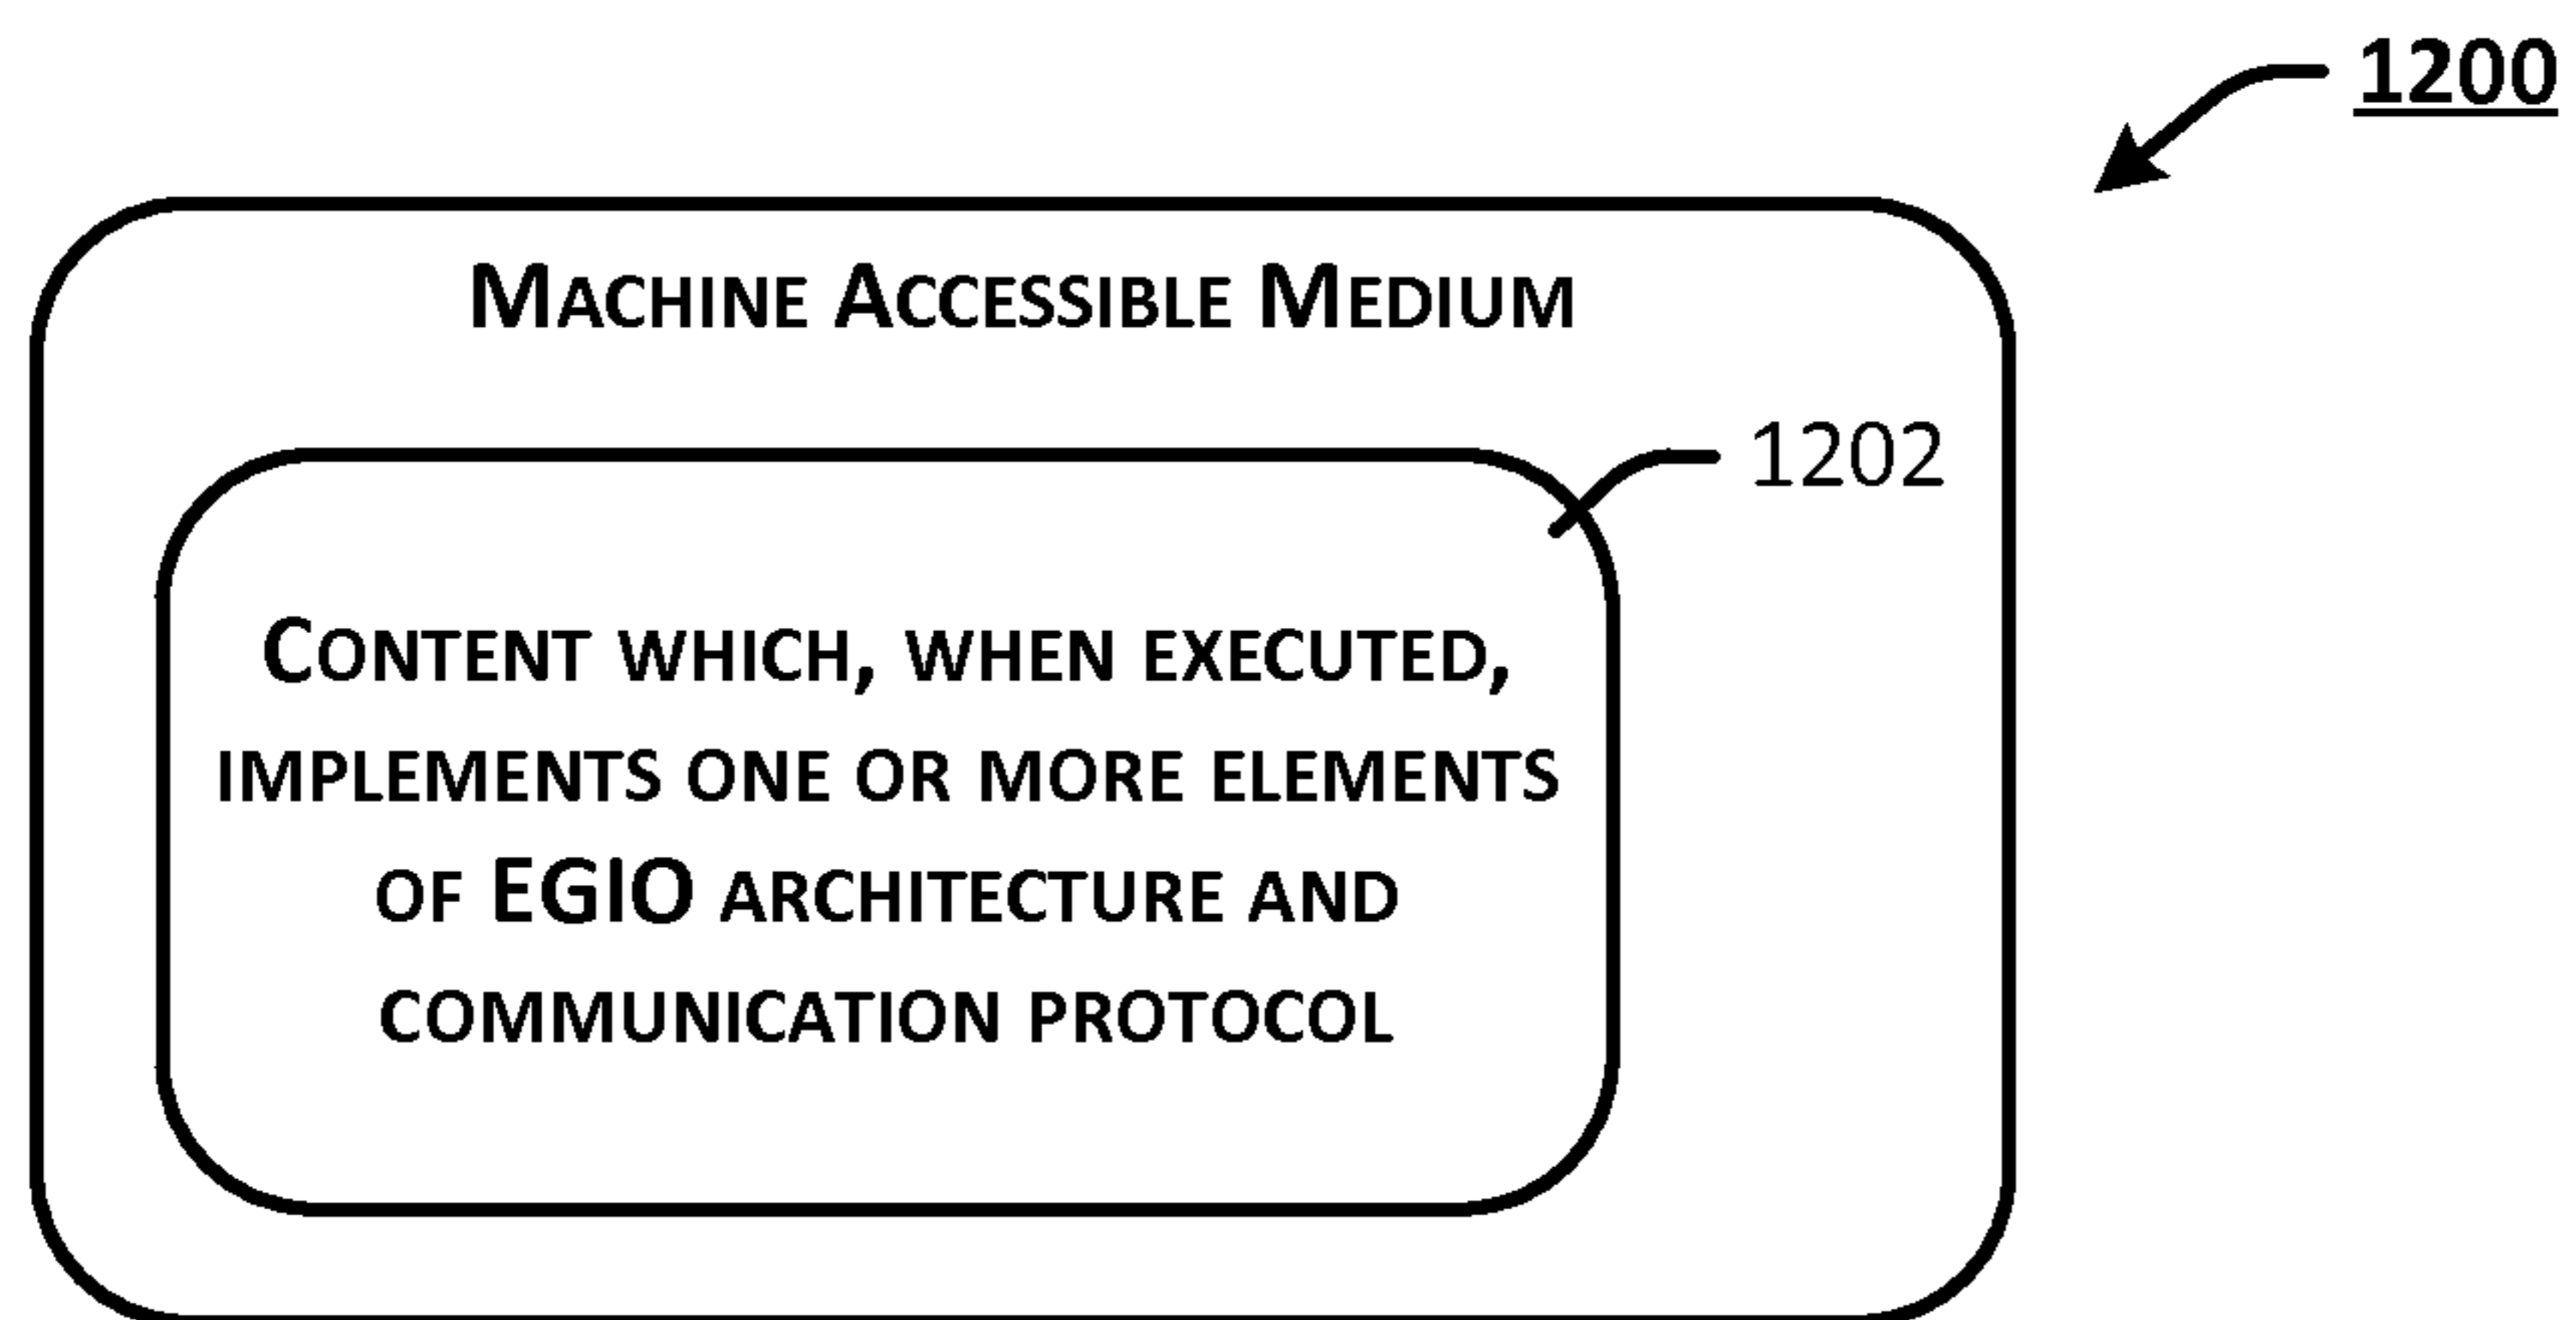 1200
MACHINE ACCESSIBLE MEDIUM
1202
CONTENT WHICH, WHEN EXECUTED,
IMPLEMENTS ONE OR MORE ELEMENTS
OF EGIO ARCHITECTURE AND
COMMUNICATION PROTOCOL